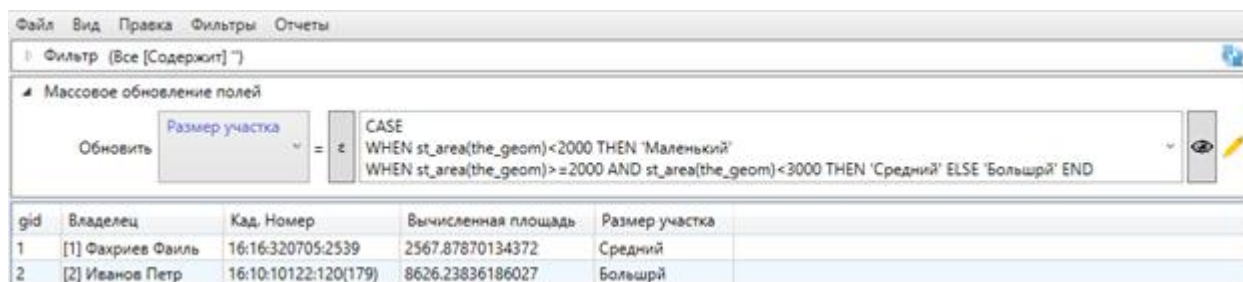 Файл Вид Правка Фильтры Отчеты
Фильтр (Все [Содержит] '')
Массовое обновление полей
Обновить Размер участка = ε CASE
WHEN st_area(the_geom)<2000 THEN 'Маленький'
WHEN st_area(the_geom)>=2000 AND st_area(the_geom)<3000 THEN 'Средний' ELSE 'Большрй' END
gid Владелец Кад. Номер Вычисленная площадь Размер участка
1 [1] Фахриев Фаиль 16:16:320705:2539 2567.87870134372 Средний
2 [2] Иванов Петр 16:10:10122:120(179) 8626.23836186027 Большрй